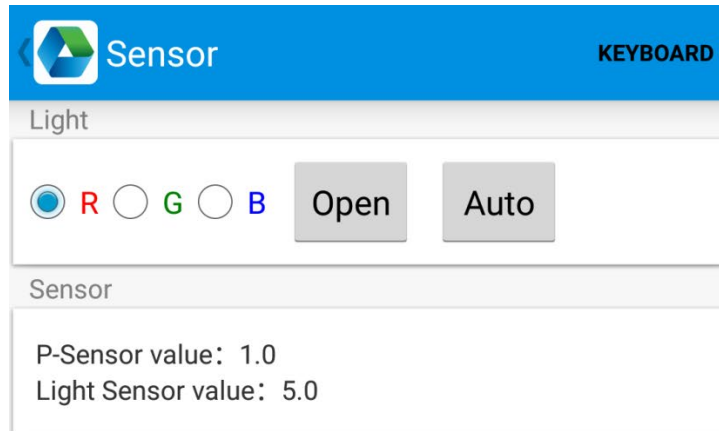 Sensor KEYBOARD
Light
R G B Open Auto
Sensor
P-Sensor value：1.0
Light Sensor value：5.0